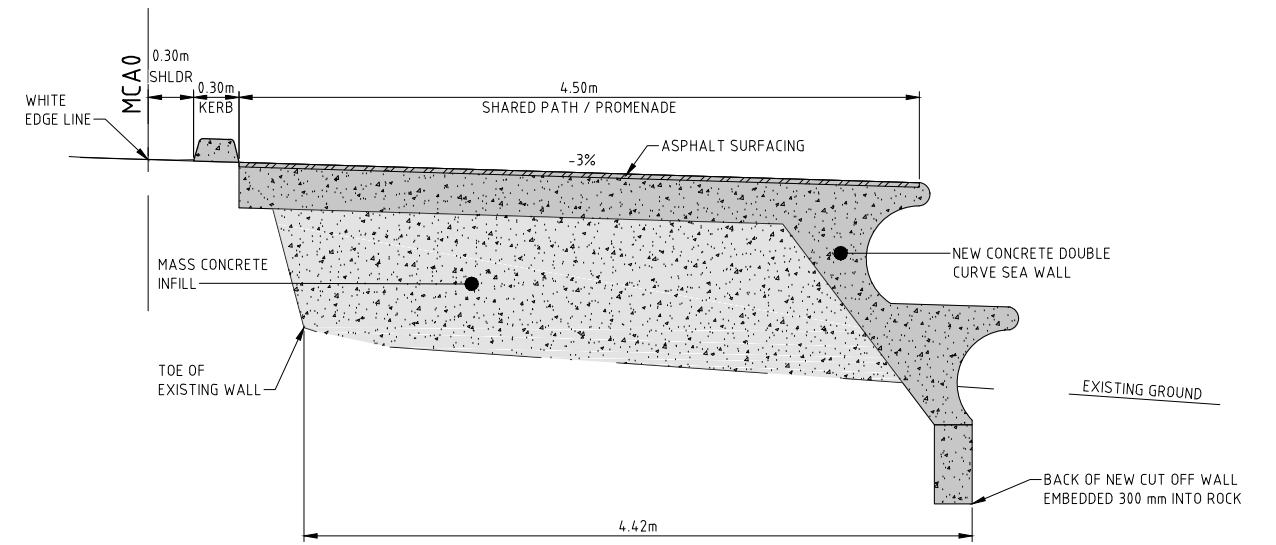 MCA0
0.30m
SHLDR
0.30m
KERB
4.50m
SHARED PATH / PROMENADE
WHITE
EDGE LINE
-3%
ASPHALT SURFACING
MASS CONCRETE
INFILL
NEW CONCRETE DOUBLE
CURVE SEA WALL
TOE OF
EXISTING WALL
EXISTING GROUND
BACK OF NEW CUT OFF WALL
EMBEDDED 300 mm INTO ROCK
4.42m